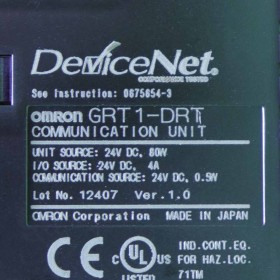 DeviceNet
CONFORMANCE TESTED
See Instruction: 0675654-3
OMRON GRT1-DRT
COMMUNICATION UNIT
UNIT SOURCE: 24V DC, 80W
I/O SOURCE: 24V DC, 4A
COMMUNICATION SOURCE: 24V DC, 0.5W
Lot No. 12407 Ver.1.0
OMRON Corporation MADE IN JAPAN
CE UL
LISTED
IND.CONT.EQ.
FOR HAZ.LOC.
71TM